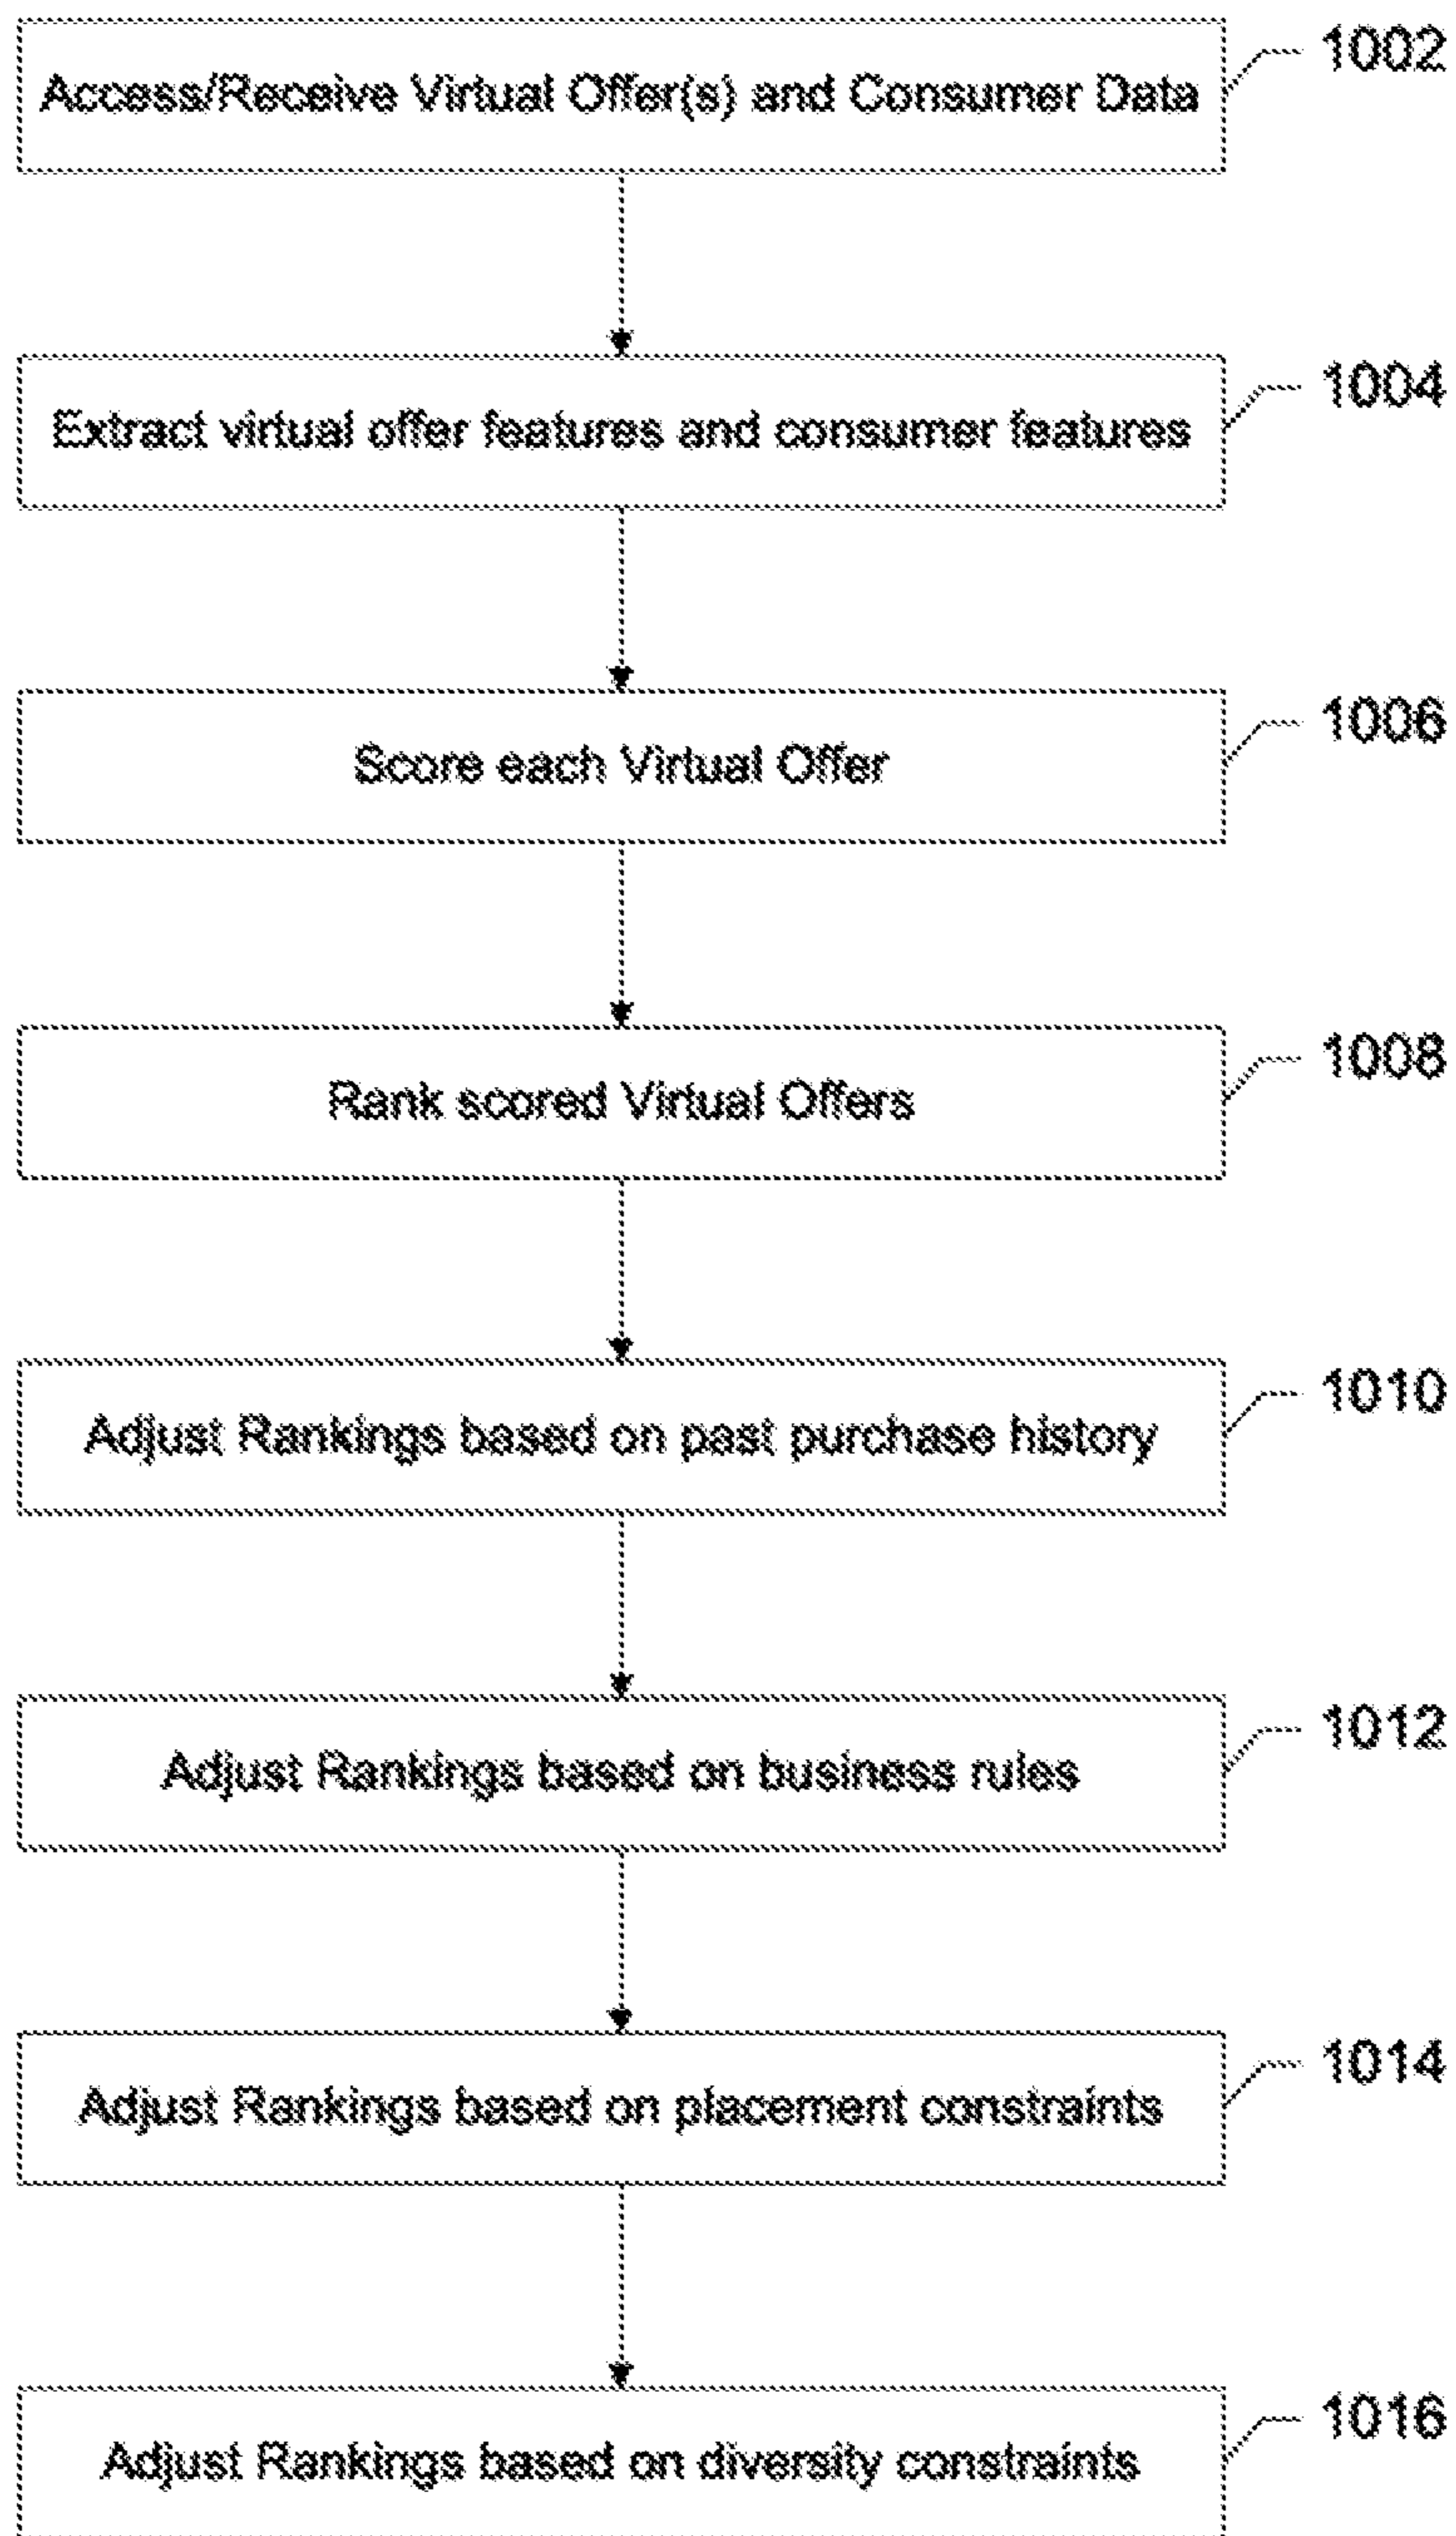 Access/Receive Virtual Offer(s) and Consumer Data
1002
Extract virtual offer features and consumer features
1004
Score each Virtual Offer
1006
Rank scored Virtual Offers
1008
Adjust Rankings based on past purchase history
1010
Adjust Rankings based on business rules
1012
Adjust Rankings based on placement constraints
1014
Adjust Rankings based on diversity constraints
1016